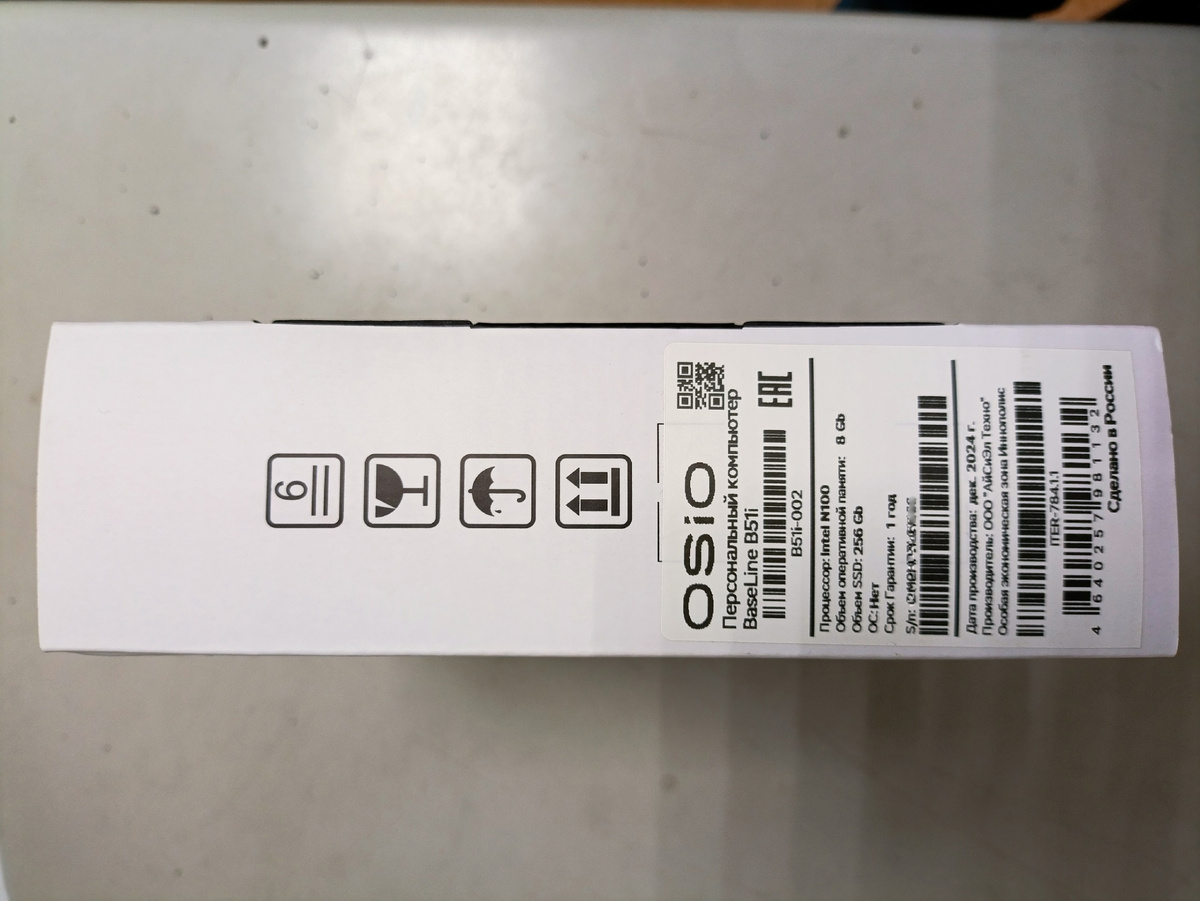 6
OSiO
Персональный компьютер
BaseLine B51i
EAC
B51i-002
Процессор: Intel N100
Объем оперативной памяти: 8 Gb
Объем SSD: 256 Gb
ОС: Нет
Срок Гарантии: 1 год
S/n:
Дата производства: дек. 2024 г.
Производитель: ООО "АйСиЭл Техно"
Особая экономическая зона Иннополис
ITER-784.1.1
4 640257 981132
Сделано в России